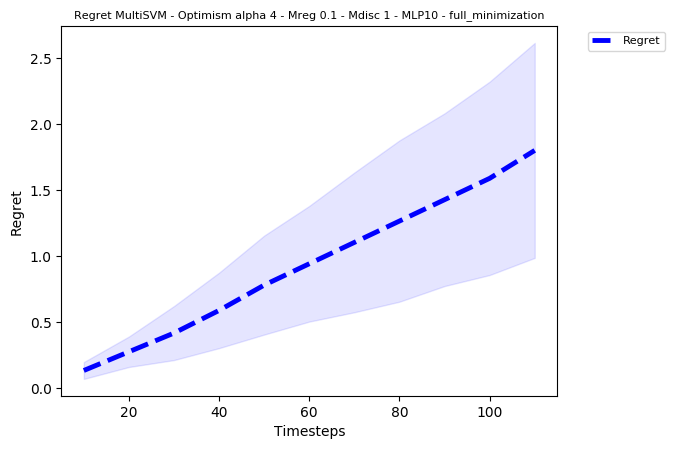 Regret MultiSVM - Optimism alpha 4 - Mreg 0.1 - Mdisc 1 - MLP10 - full_minimization
Regret
2.5
2.0
1.5
1.0
0.5
0.0
Regret
20 40 60 80 100
Timesteps